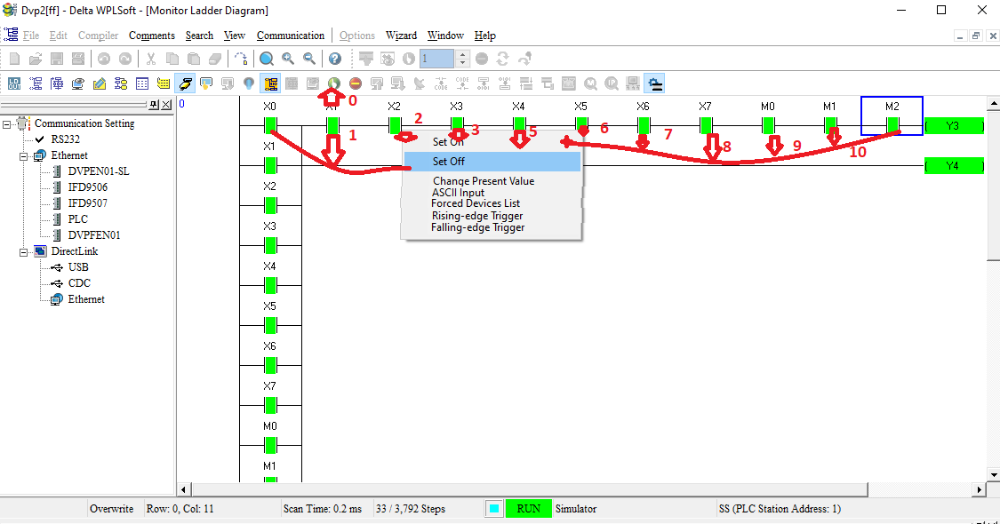 Dvp2[ff] - Delta WPLSoft - [Monitor Ladder Diagram]
File Edit Compiler Comments Search View Communication Options Wizard Window Help
1
0
Communication Setting
RS232
Ethernet
DVPEN01-SL
IFD9506
IFD9507
PLC
DVPFEN01
DirectLink
USB
CDC
Ethernet
0
X0 X1 X2 X3 X4 X5 X6 X7 M0 M1 M2
Y3
1 2 3 5 6 7 8 9 10
X1
Y4
X2
X3
X4
X5
X6
X7
M0
M1
Set On
Set Off
Change Present Value
ASCII Input
Forced Devices List
Rising-edge Trigger
Falling-edge Trigger
Overwrite Row: 0, Col: 11 Scan Time: 0.2 ms 33 / 3,792 Steps RUN Simulator SS (PLC Station Address: 1)